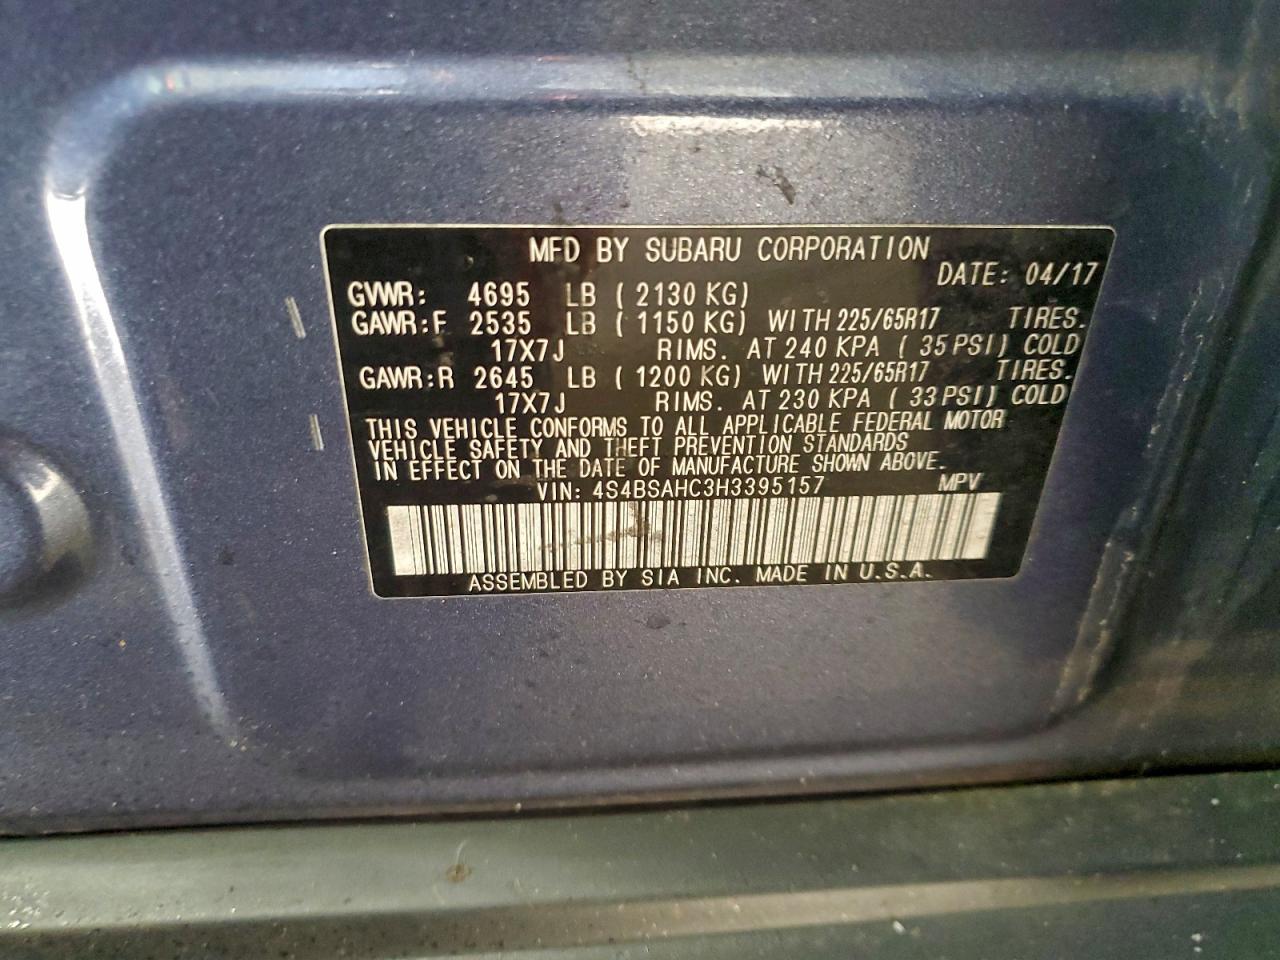 MFD BY SUBARU CORPORATION
DATE: 04/17
GVWR: 4695 LB ( 2130 KG)
GAWR:F 2535 LB ( 1150 KG) WITH 225/65R17 TIRES.
17X7J RIMS. AT 240 KPA ( 35 PSI) COLD
GAWR:R 2645 LB ( 1200 KG) WITH 225/65R17 TIRES.
17X7J RIMS. AT 230 KPA ( 33 PSI) COLD
THIS VEHICLE CONFORMS TO ALL APPLICABLE FEDERAL MOTOR
VEHICLE SAFETY AND THEFT PREVENTION STANDARDS
IN EFFECT ON THE DATE OF MANUFACTURE SHOWN ABOVE.
VIN: 4S4BSAHC3H3395157 MPV
ASSEMBLED BY SIA INC. MADE IN U.S.A.